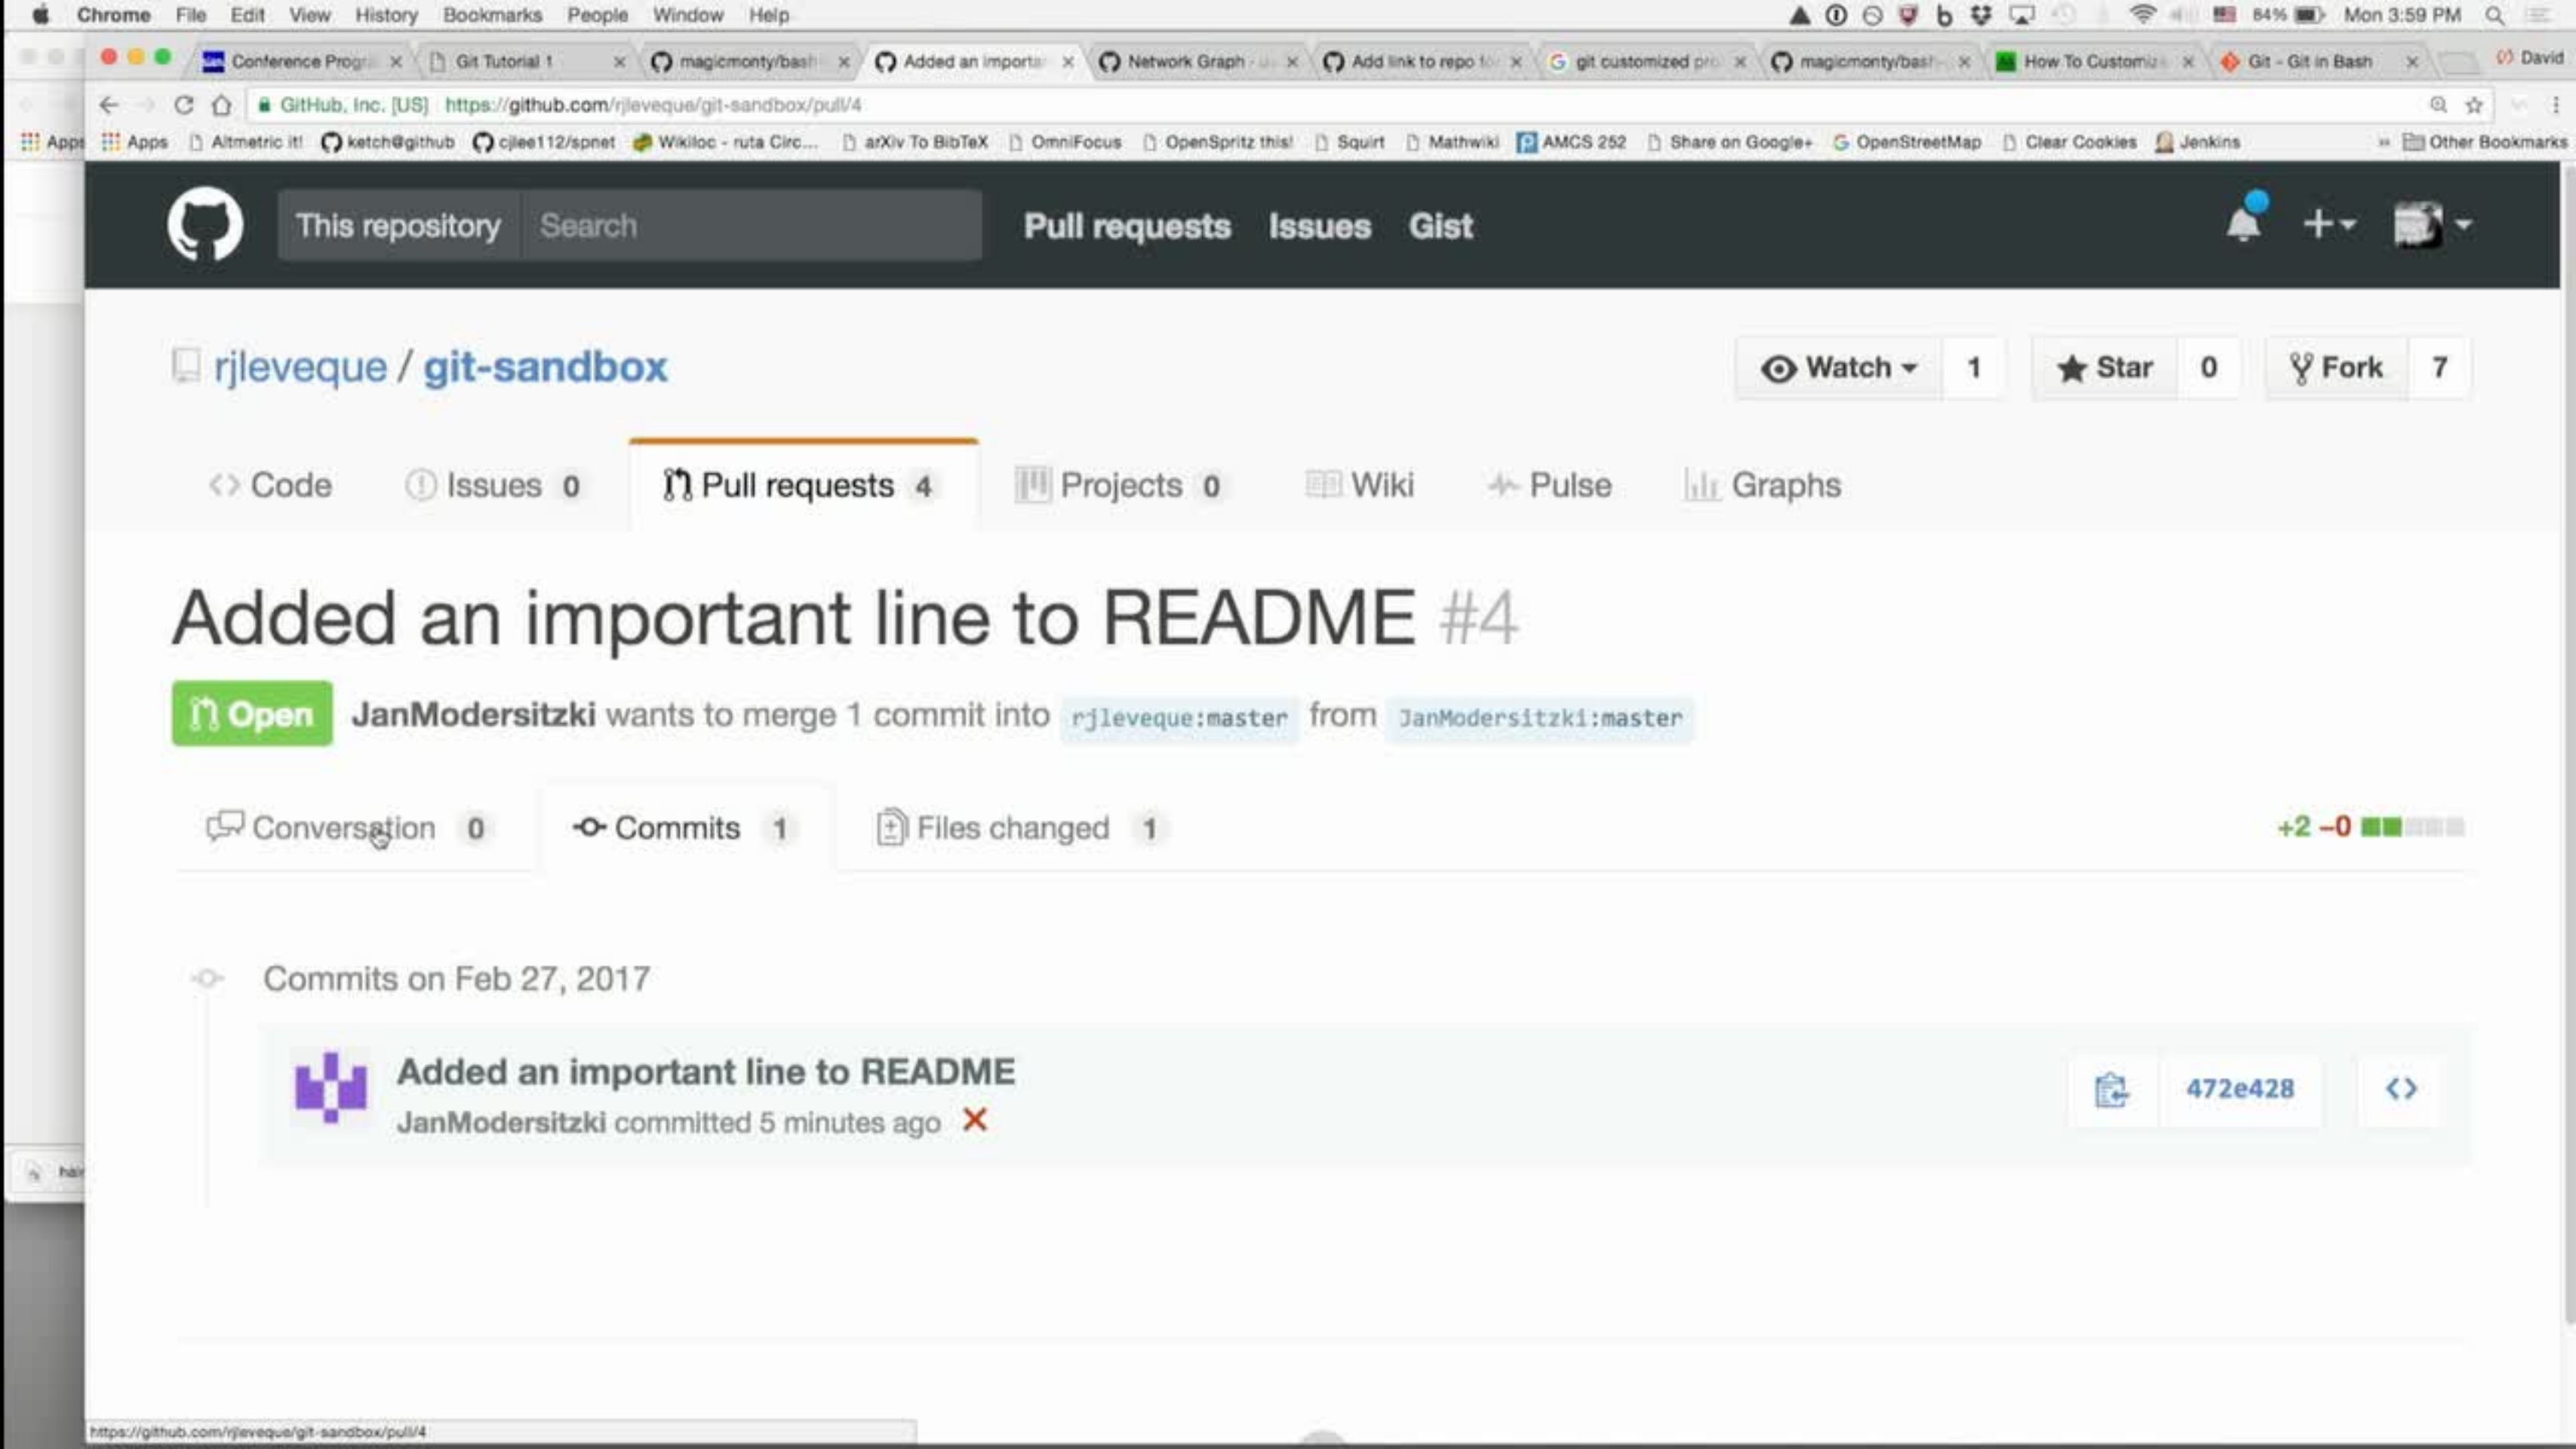 Chrome File Edit View History Bookmarks People Window Help 84% Mon 3:59 PM
Conference Progra Git Tutorial 1 magicmonty/bash Added an importa Network Graph Add link to repo for git customized pro magicmonty/bash How To Customiz Git - Git in Bash David
GitHub, Inc. [US] https://github.com/rjleveque/git-sandbox/pull/4
Apps Apps Altmetric it! ketch@github cjlee112/spnet Wikiloc - ruta Circ... arXiv To BibTeX OmniFocus OpenSpritz this! Squirt Mathwiki AMCS 252 Share on Google+ OpenStreetMap Clear Cookies Jenkins » Other Bookmarks
This repository Search Pull requests Issues Gist
rjleveque / git-sandbox Watch 1 Star 0 Fork 7
Code Issues 0 Pull requests 4 Projects 0 Wiki Pulse Graphs
Added an important line to README #4
Open JanModersitzki wants to merge 1 commit into rjleveque:master from JanModersitzki:master
Conversation 0 Commits 1 Files changed 1 +2 −0
Commits on Feb 27, 2017
Added an important line to README
JanModersitzki committed 5 minutes ago
472e428
https://github.com/rjleveque/git-sandbox/pull/4